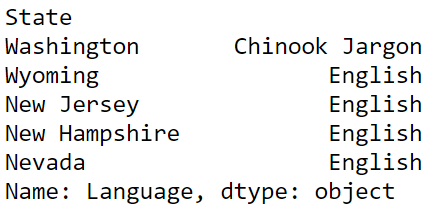 State
Washington Chinook Jargon
Wyoming English
New Jersey English
New Hampshire English
Nevada English
Name: Language, dtype: object